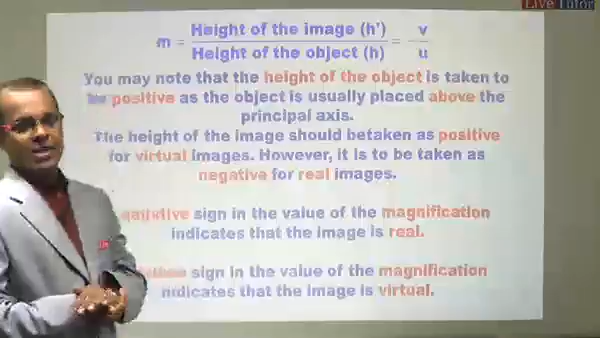 Live Tutor
m = Height of the image (h') / Height of the object (h) = v / u
You may note that the height of the object is taken to
be positive as the object is usually placed above the
principal axis.
The height of the image should betaken as positive
for virtual images. However, it is to be taken as
negative for real images.
sign in the value of the magnification
indicates that the image is real.
sign in the value of the magnification
indicates that the image is virtual.